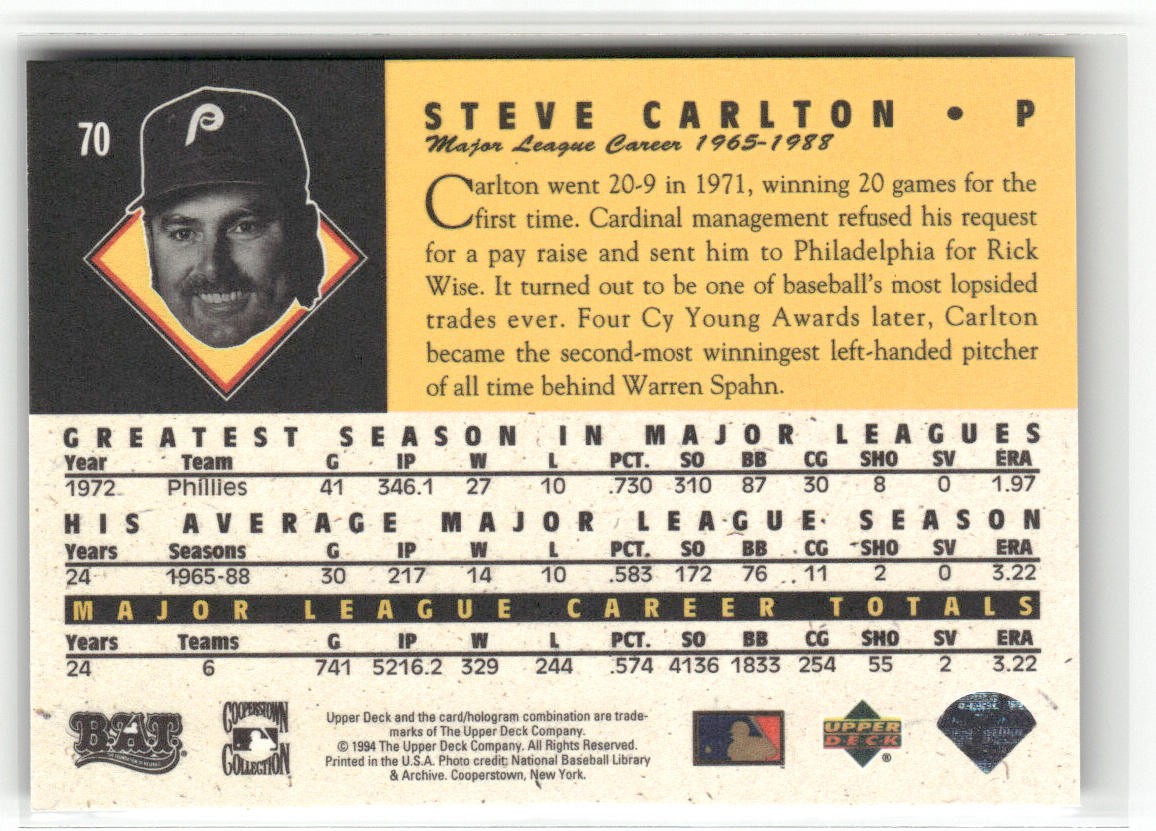 70
P
STEVE CARLTON • P
Major League Career 1965-1988
Carlton went 20-9 in 1971, winning 20 games for the
first time. Cardinal management refused his request
for a pay raise and sent him to Philadelphia for Rick
Wise. It turned out to be one of baseball's most lopsided
trades ever. Four Cy Young Awards later, Carlton
became the second-most winningest left-handed pitcher
of all time behind Warren Spahn.
GREATEST SEASON IN MAJOR LEAGUES
Year Team G IP W L PCT. SO BB CG SHO SV ERA
1972 Phillies 41 346.1 27 10 .730 310 87 30 8 0 1.97
HIS AVERAGE MAJOR LEAGUE SEASON
Years Seasons G IP W L PCT. SO BB CG SHO SV ERA
24 1965-88 30 217 14 10 .583 172 76 11 2 0 3.22
MAJOR LEAGUE CAREER TOTALS
Years Teams G IP W L PCT. SO BB CG SHO SV ERA
24 6 741 5216.2 329 244 .574 4136 1833 254 55 2 3.22
BAT
COOPERSTOWN
COLLECTION
Upper Deck and the card/hologram combination are trade-
marks of The Upper Deck Company.
© 1994 The Upper Deck Company. All Rights Reserved.
Printed in the U.S.A. Photo credit: National Baseball Library
& Archive. Cooperstown, New York.
UPPER
DECK
®